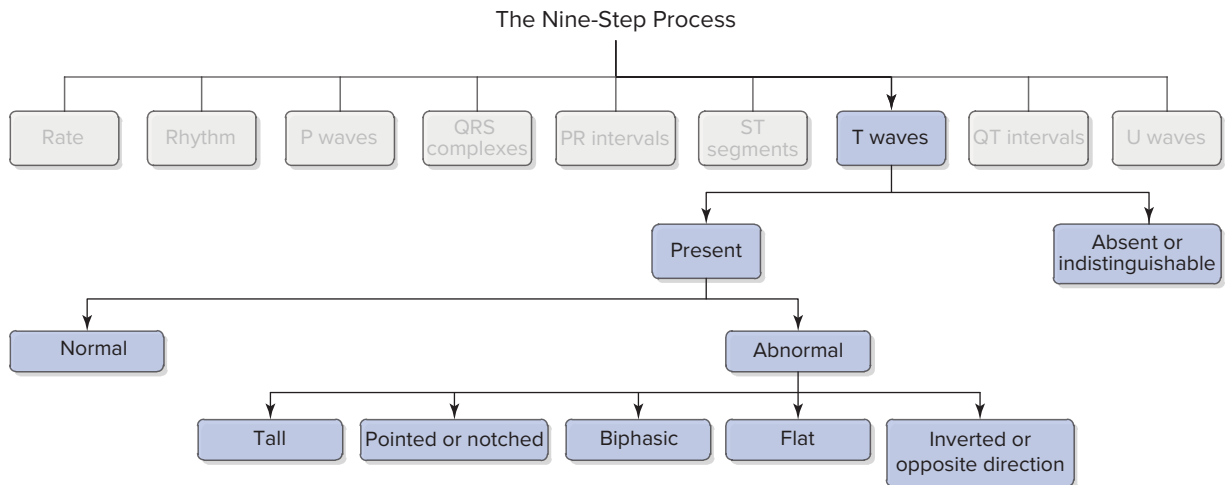 The Nine-Step Process
Rate
Rhythm
P waves
QRS
complexes
PR intervals
ST
segments
T waves
QT intervals
U waves
Present
Absent or
indistinguishable
Normal
Abnormal
Tall
Pointed or notched
Biphasic
Flat
Inverted or
opposite direction